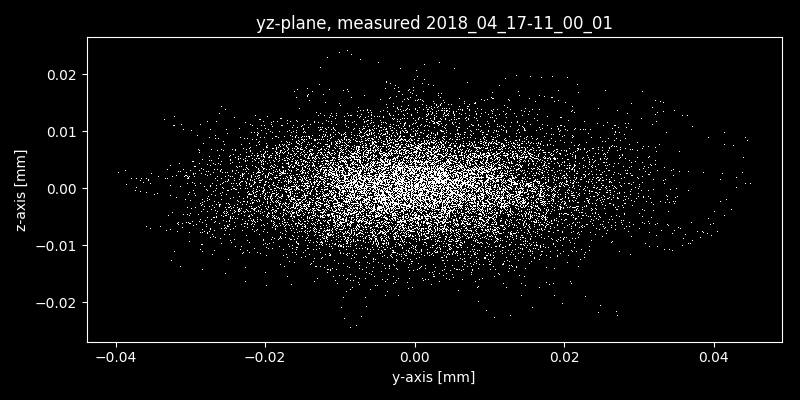 yz-plane, measured 2018_04_17-11_00_01
z-axis [mm]
0.02
0.01
0.00
−0.01
−0.02
−0.04 −0.02 0.00 0.02 0.04
y-axis [mm]